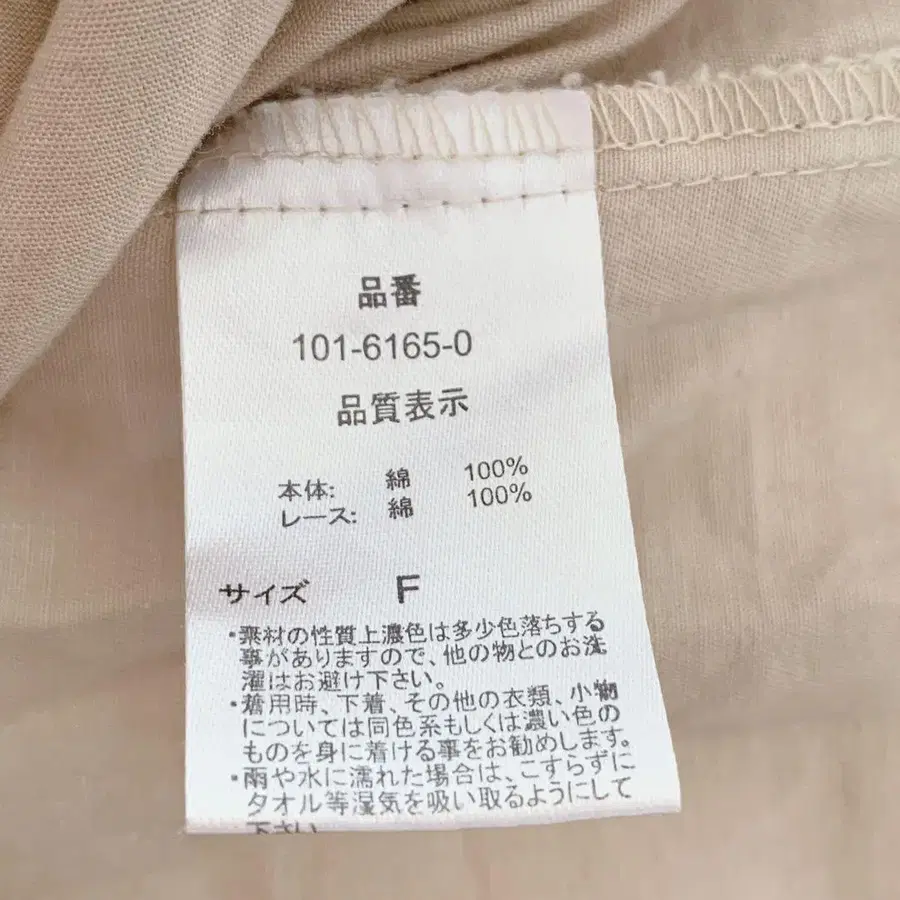 品番
101-6165-0
品質表示
本体: 綿 100%
レース: 綿 100%
サイズ F
・素材の性質上濃色は多少色落ちする
事がありますので、他の物とのお洗
濯はお避け下さい。
・着用時、下着、その他の衣類、小物
については同色系もしくは濃い色の
ものを身に着ける事をお勧めします。
・雨や水に濡れた場合は、こすらずに
タオル等湿気を吸い取るようにして
下さい